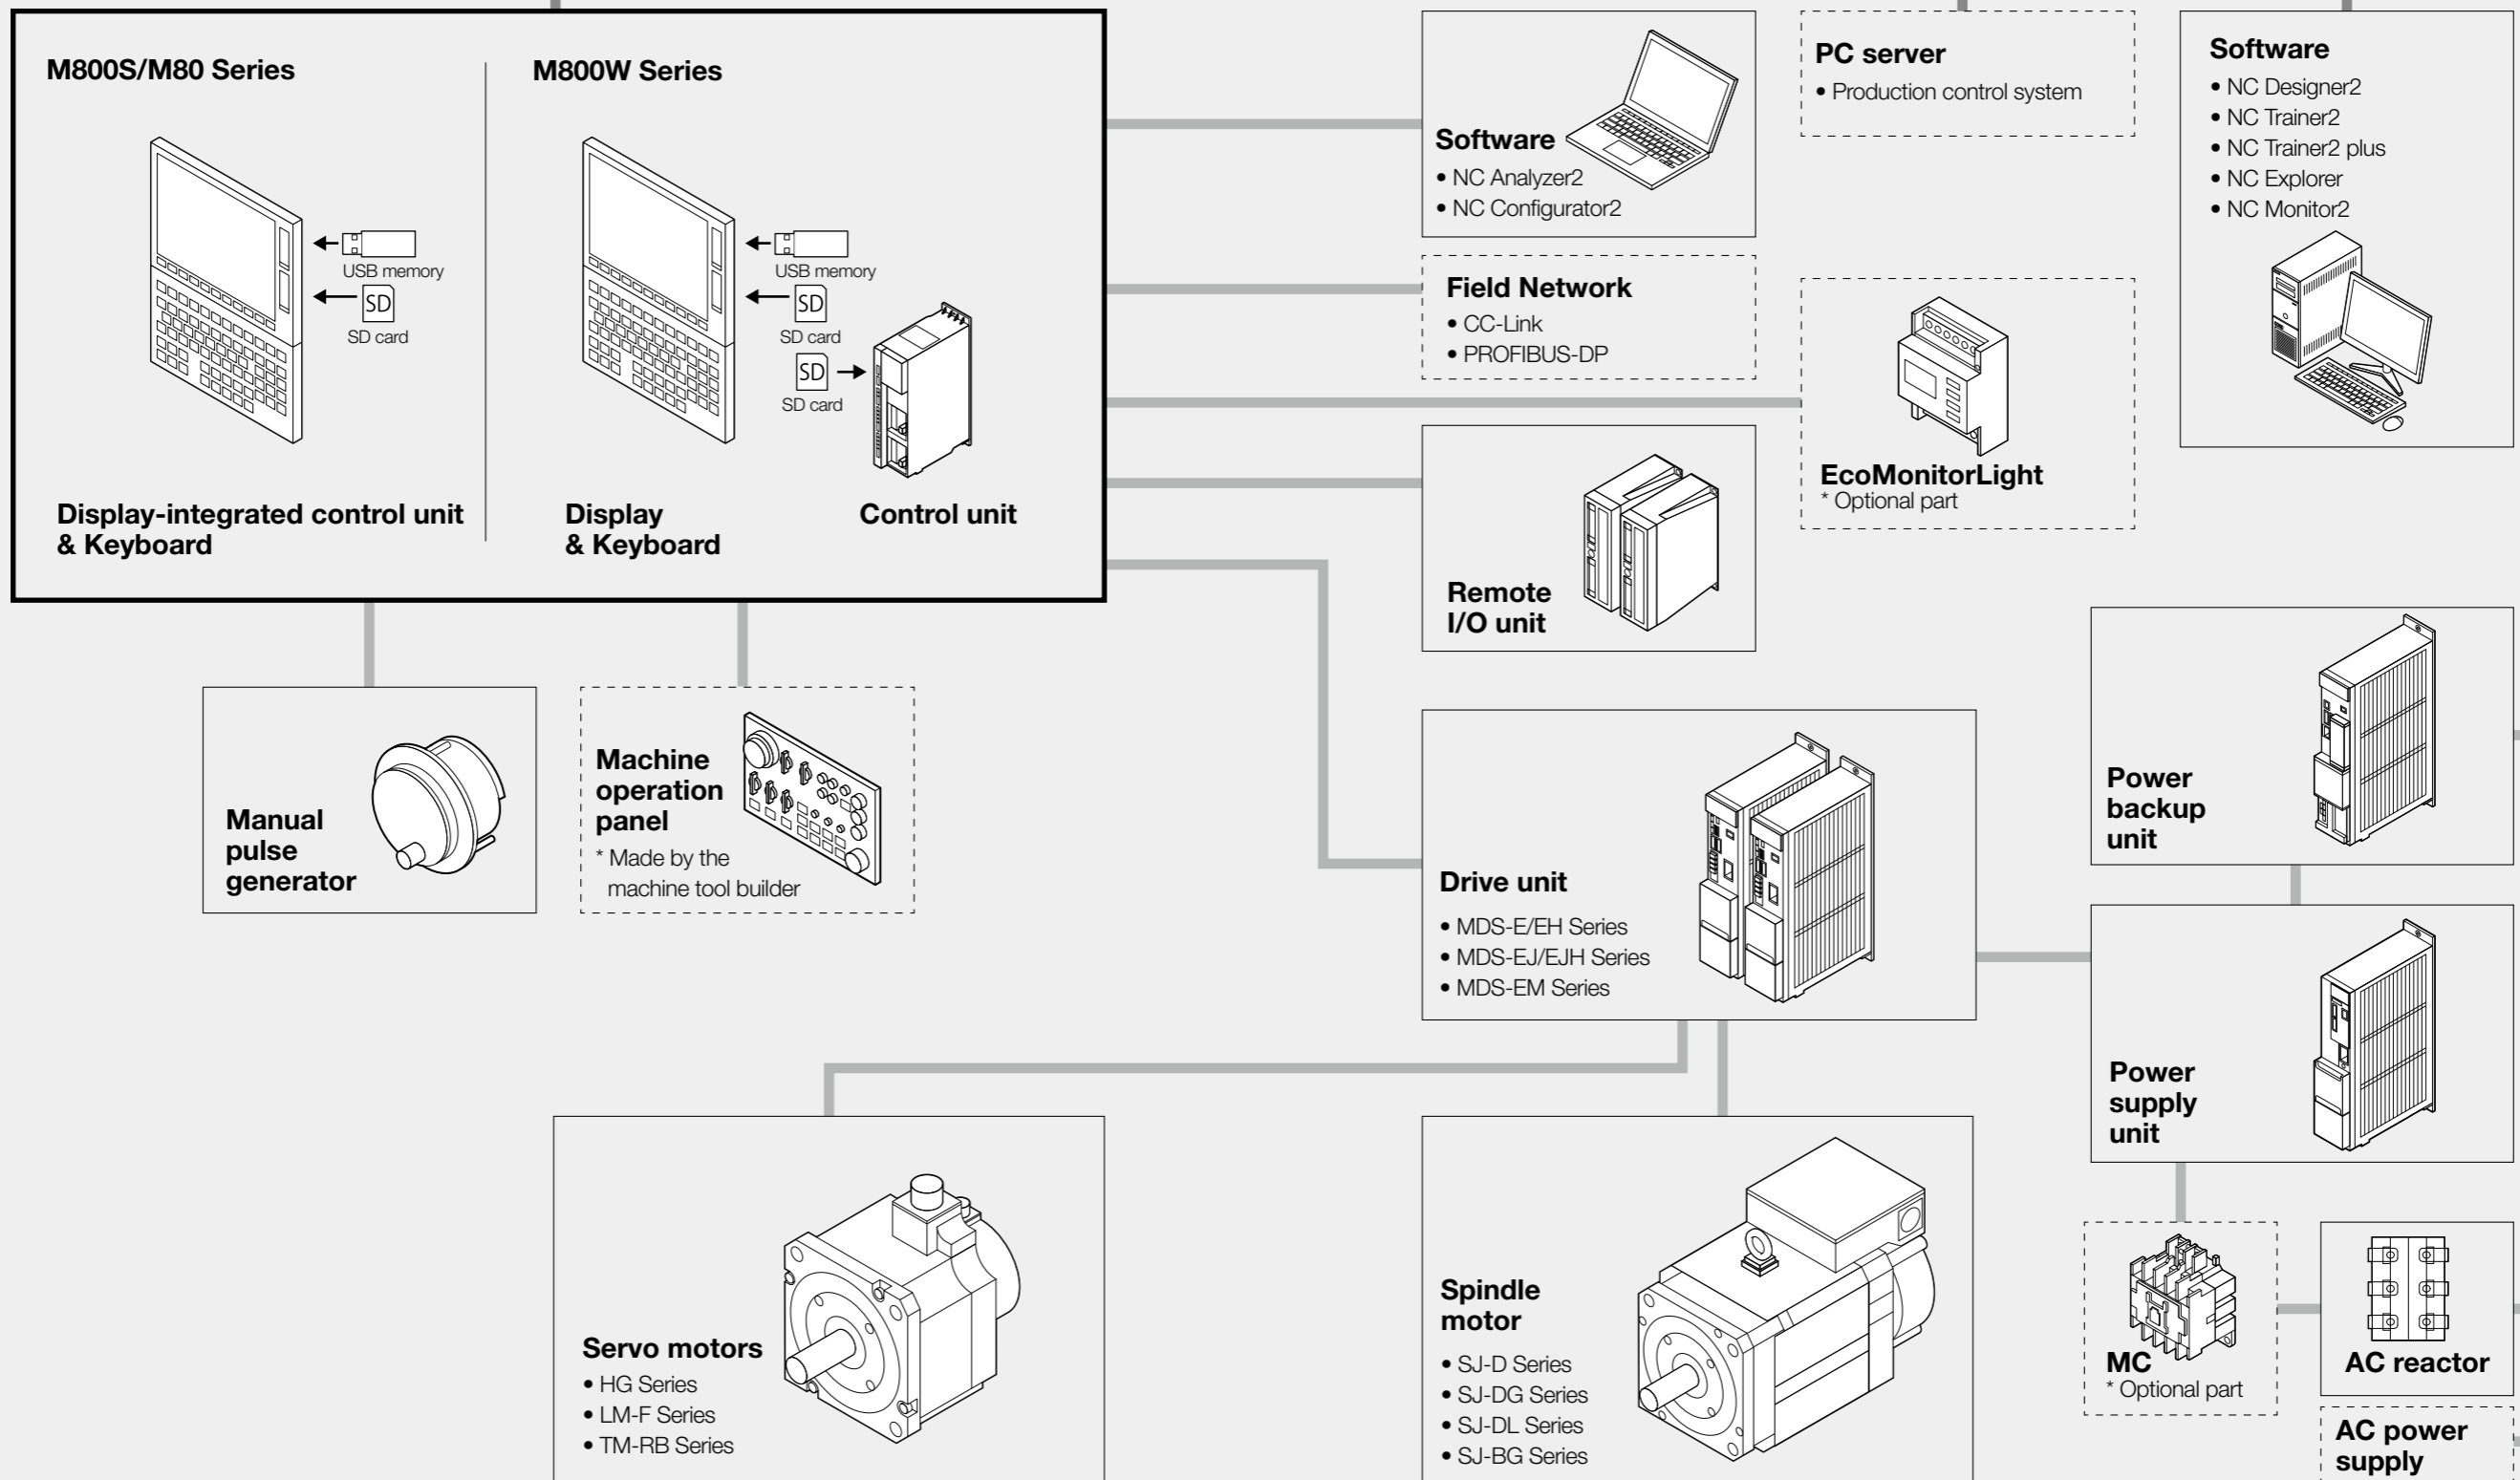 M800S/M80 Series
USB memory
SD
SD card
Display-integrated control unit
& Keyboard
M800W Series
USB memory
SD
SD card
SD
SD card
Display
& Keyboard
Control unit
Software
• NC Analyzer2
• NC Configurator2
PC server
• Production control system
Software
• NC Designer2
• NC Trainer2
• NC Trainer2 plus
• NC Explorer
• NC Monitor2
Field Network
• CC-Link
• PROFIBUS-DP
EcoMonitorLight
* Optional part
Remote
I/O unit
Manual
pulse
generator
Machine
operation
panel
* Made by the
machine tool builder
Drive unit
• MDS-E/EH Series
• MDS-EJ/EJH Series
• MDS-EM Series
Power
backup
unit
Power
supply
unit
Servo motors
• HG Series
• LM-F Series
• TM-RB Series
Spindle
motor
• SJ-D Series
• SJ-DG Series
• SJ-DL Series
• SJ-BG Series
MC
* Optional part
AC reactor
AC power
supply